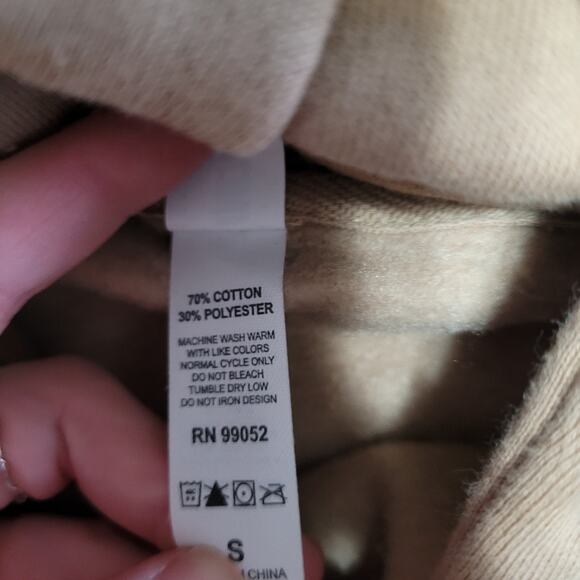 70% COTTON
30% POLYESTER
MACHINE WASH WARM
WITH LIKE COLORS
NORMAL CYCLE ONLY
DO NOT BLEACH
TUMBLE DRY LOW
DO NOT IRON DESIGN
RN 99052
S
CHINA